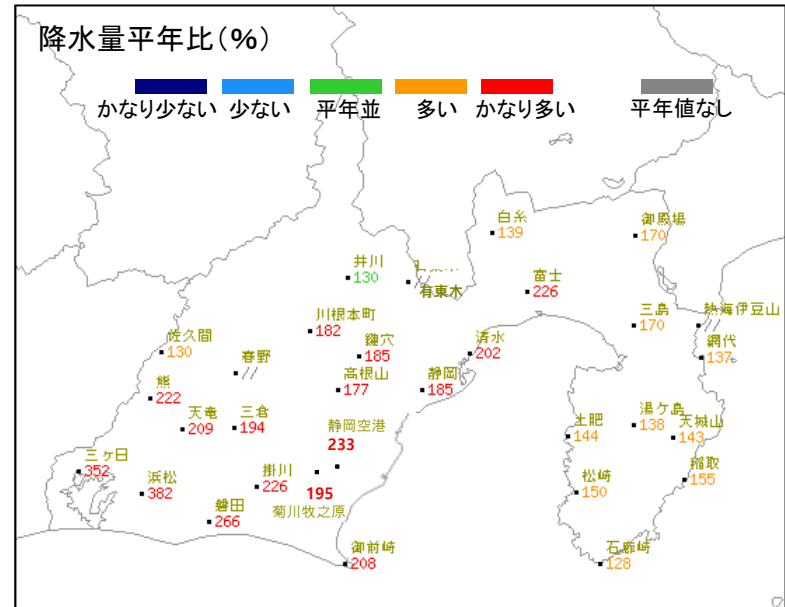 降水量平年比(%)
かなり少ない 少ない 平年並 多い かなり多い 平年値なし
白糸
139
御殿場
170
井川
130
有東木
//
富士
226
川根本町
182
三島
170
熱海伊豆山
//
佐久間
130
鍵穴
185
清水
202
網代
137
春野
//
熊
222
高根山
177
静岡
185
天竜
209
三倉
194
静岡空港
233
土肥
144
湯ケ島
138
天城山
143
三ケ日
352
浜松
382
掛川
226
195
菊川牧之原
松崎
150
稲取
155
磐田
266
御前崎
208
石廊崎
128